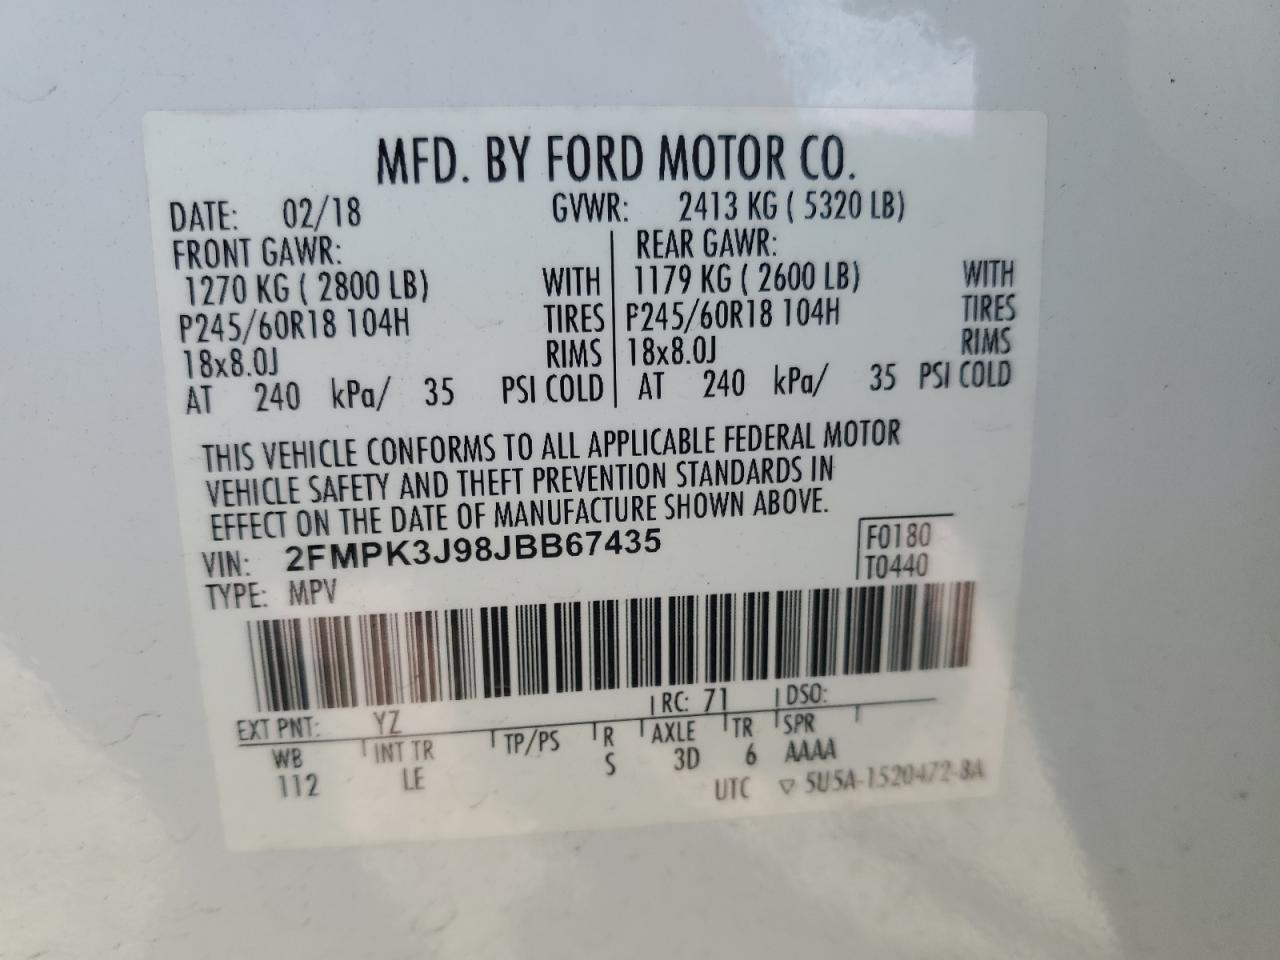 MFD. BY FORD MOTOR CO.
DATE: 02/18 GVWR: 2413 KG ( 5320 LB)
FRONT GAWR: REAR GAWR:
1270 KG ( 2800 LB) WITH 1179 KG ( 2600 LB) WITH
P245/60R18 104H TIRES P245/60R18 104H TIRES
18x8.0J RIMS 18x8.0J RIMS
AT 240 kPa/ 35 PSI COLD AT 240 kPa/ 35 PSI COLD
THIS VEHICLE CONFORMS TO ALL APPLICABLE FEDERAL MOTOR
VEHICLE SAFETY AND THEFT PREVENTION STANDARDS IN
EFFECT ON THE DATE OF MANUFACTURE SHOWN ABOVE.
VIN: 2FMPK3J98JBB67435 F0180
TYPE: MPV T0440
EXT PNT: YZ RC: 71 DSO:
WB INT TR TP/PS R AXLE TR SPR
112 LE S 3D 6 AAAA
UTC ▽ 5U5A-1520472-8A